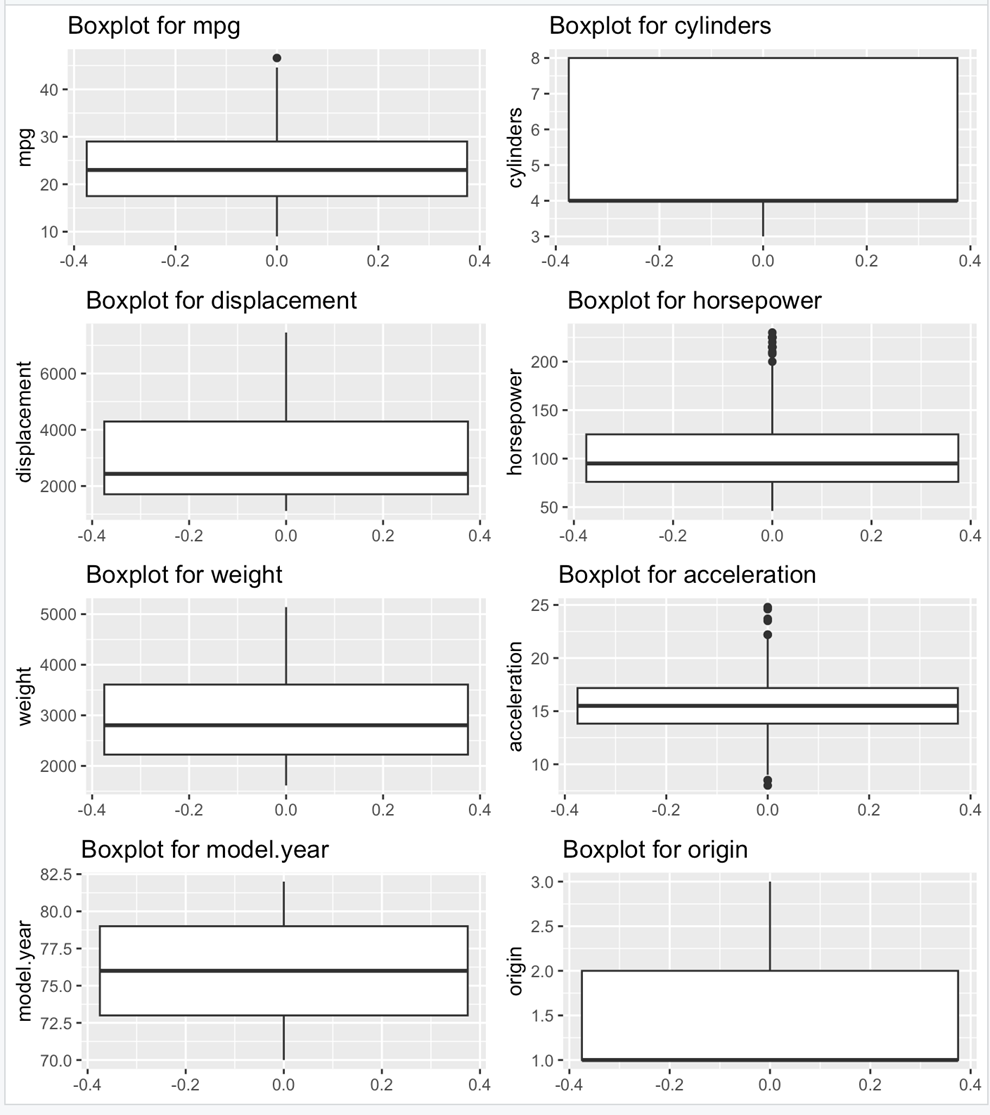 Boxplot for mpg
mpg
40
30
20
10
-0.4 -0.2 0.0 0.2 0.4
Boxplot for cylinders
cylinders
8
7
6
5
4
3
-0.4 -0.2 0.0 0.2 0.4
Boxplot for displacement
displacement
6000
4000
2000
-0.4 -0.2 0.0 0.2 0.4
Boxplot for horsepower
horsepower
200
150
100
50
-0.4 -0.2 0.0 0.2 0.4
Boxplot for weight
weight
5000
4000
3000
2000
-0.4 -0.2 0.0 0.2 0.4
Boxplot for acceleration
acceleration
25
20
15
10
-0.4 -0.2 0.0 0.2 0.4
Boxplot for model.year
model.year
82.5
80.0
77.5
75.0
72.5
70.0
-0.4 -0.2 0.0 0.2 0.4
Boxplot for origin
origin
3.0
2.5
2.0
1.5
1.0
-0.4 -0.2 0.0 0.2 0.4